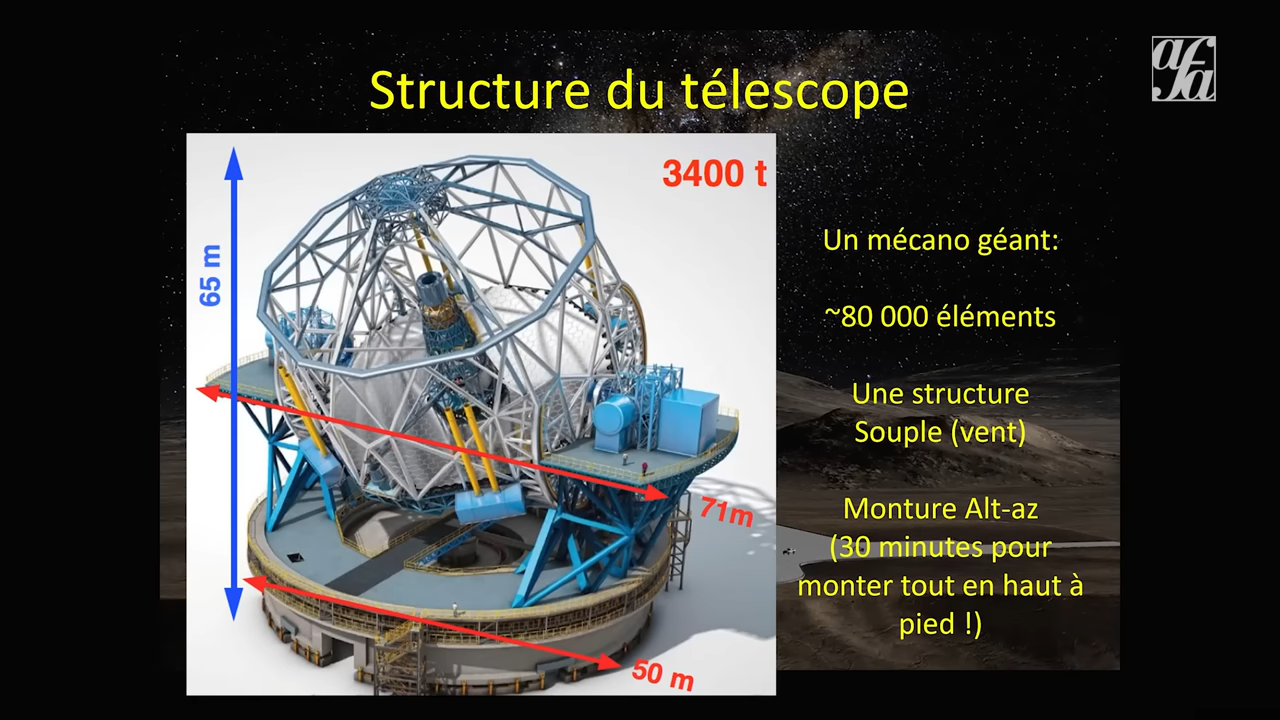 Structure du télescope
afa
3400 t
65 m
71m
50 m
Un mécano géant:
~80 000 éléments
Une structure
Souple (vent)
Monture Alt-az
(30 minutes pour
monter tout en haut à
pied !)